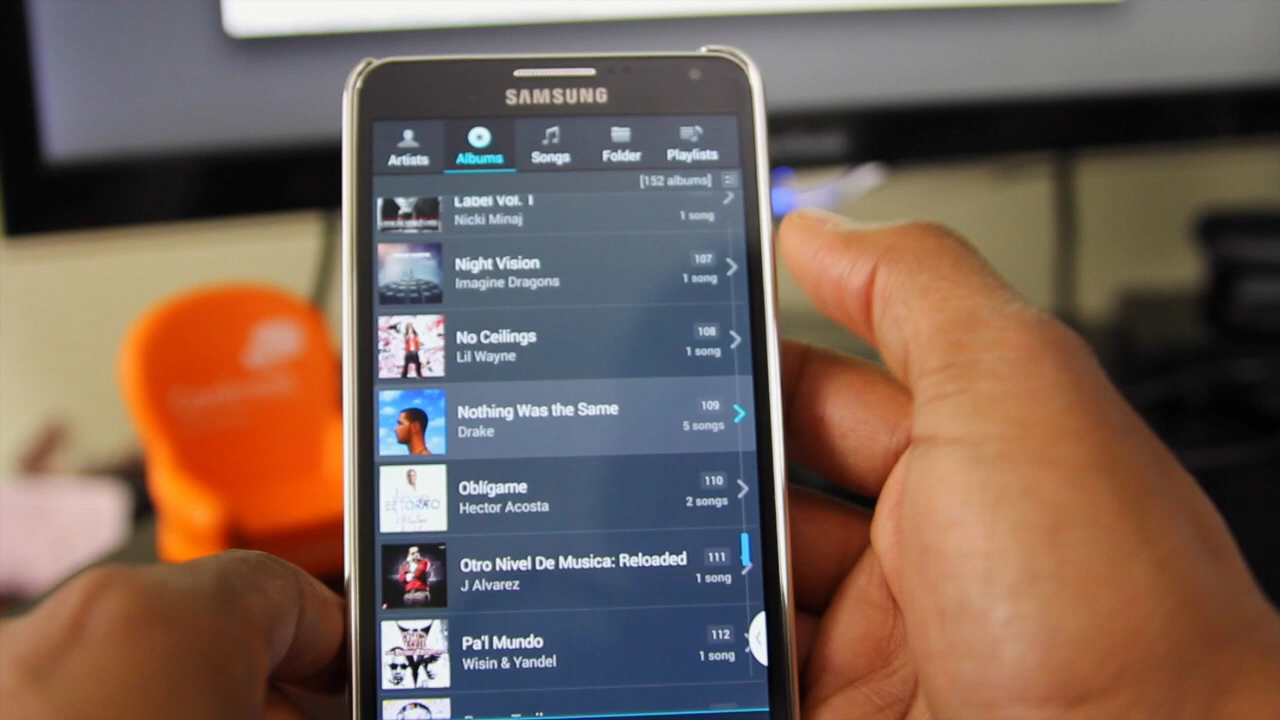 SAMSUNG
Artists Albums Songs Folder Playlists
[152 albums]
Label Vol. 1
Nicki Minaj 1 song
Night Vision 107
Imagine Dragons 1 song
No Ceilings 108
Lil Wayne 1 song
Nothing Was the Same 109
Drake 5 songs
Oblígame 110
Hector Acosta 2 songs
Otro Nivel De Musica: Reloaded 111
J Alvarez 1 song
Pa'l Mundo 112
Wisin & Yandel 1 song